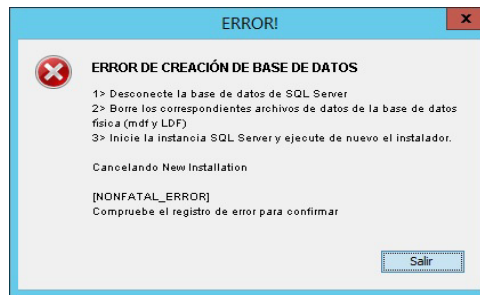 ERROR!
x
ERROR DE CREACIÓN DE BASE DE DATOS
1> Desconecte la base de datos de SQL Server
2> Borre los correspondientes archivos de datos de la base de datos
física (mdf y LDF)
3> Inicie la instancia SQL Server y ejecute de nuevo el instalador.
Cancelando New Installation
[NONFATAL_ERROR]
Compruebe el registro de error para confirmar
Salir